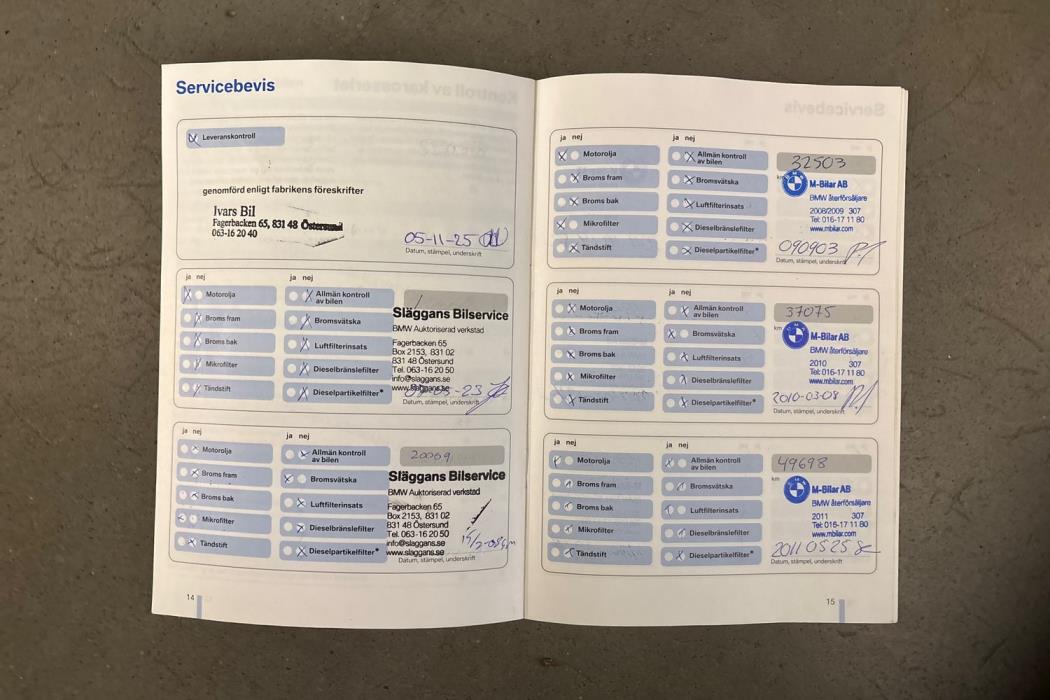 Servicebevis
Leveranskontroll
genomförd enligt fabrikens föreskrifter
Ivars Bil
Fagerbacken 65, 831 48 Östersund
063-16 20 40
05-11-25
Datum, stämpel, underskrift
ja nej
ja nej
Motorolja
Allmän kontroll
av bilen
Broms fram
Bromsvätska
Broms bak
Luftfilterinsats
Mikrofilter
Dieselbränslefilter
Tändstift
Dieselpartikelfilter*
Släggans Bilservice
BMW Auktoriserad verkstad
Fagerbacken 65
Box 2153, 831 02
831 48 Östersund
Tel. 063-16 20 50
info@slaggans.se
www.slaggans.se
Datum, stämpel, underskrift
ja nej
ja nej
Motorolja
Allmän kontroll
av bilen
Broms fram
Bromsvätska
Broms bak
Luftfilterinsats
Mikrofilter
Dieselbränslefilter
Tändstift
Dieselpartikelfilter*
20069
Släggans Bilservice
BMW Auktoriserad verkstad
Fagerbacken 65
Box 2153, 831 02
831 48 Östersund
Tel. 063-16 20 50
info@slaggans.se
www.slaggans.se
Datum, stämpel, underskrift
14
ja nej
ja nej
Motorolja
Allmän kontroll
av bilen
Broms fram
Bromsvätska
Broms bak
Luftfilterinsats
Mikrofilter
Dieselbränslefilter
Tändstift
Dieselpartikelfilter*
32503
km
M-Bilar AB
BMW återförsäljare
2008/2009 307
Tel: 016-17 11 80
www.mbilar.com
090903
Datum, stämpel, underskrift
ja nej
ja nej
Motorolja
Allmän kontroll
av bilen
Broms fram
Bromsvätska
Broms bak
Luftfilterinsats
Mikrofilter
Dieselbränslefilter
Tändstift
Dieselpartikelfilter*
37075
km
M-Bilar AB
BMW återförsäljare
2010 307
Tel: 016-17 11 80
www.mbilar.com
2010-03-08
Datum, stämpel, underskrift
ja nej
ja nej
Motorolja
Allmän kontroll
av bilen
Broms fram
Bromsvätska
Broms bak
Luftfilterinsats
Mikrofilter
Dieselbränslefilter
Tändstift
Dieselpartikelfilter*
49698
km
M-Bilar AB
BMW återförsäljare
2011 307
Tel: 016-17 11 80
www.mbilar.com
2011 05 25
Datum, stämpel, underskrift
15